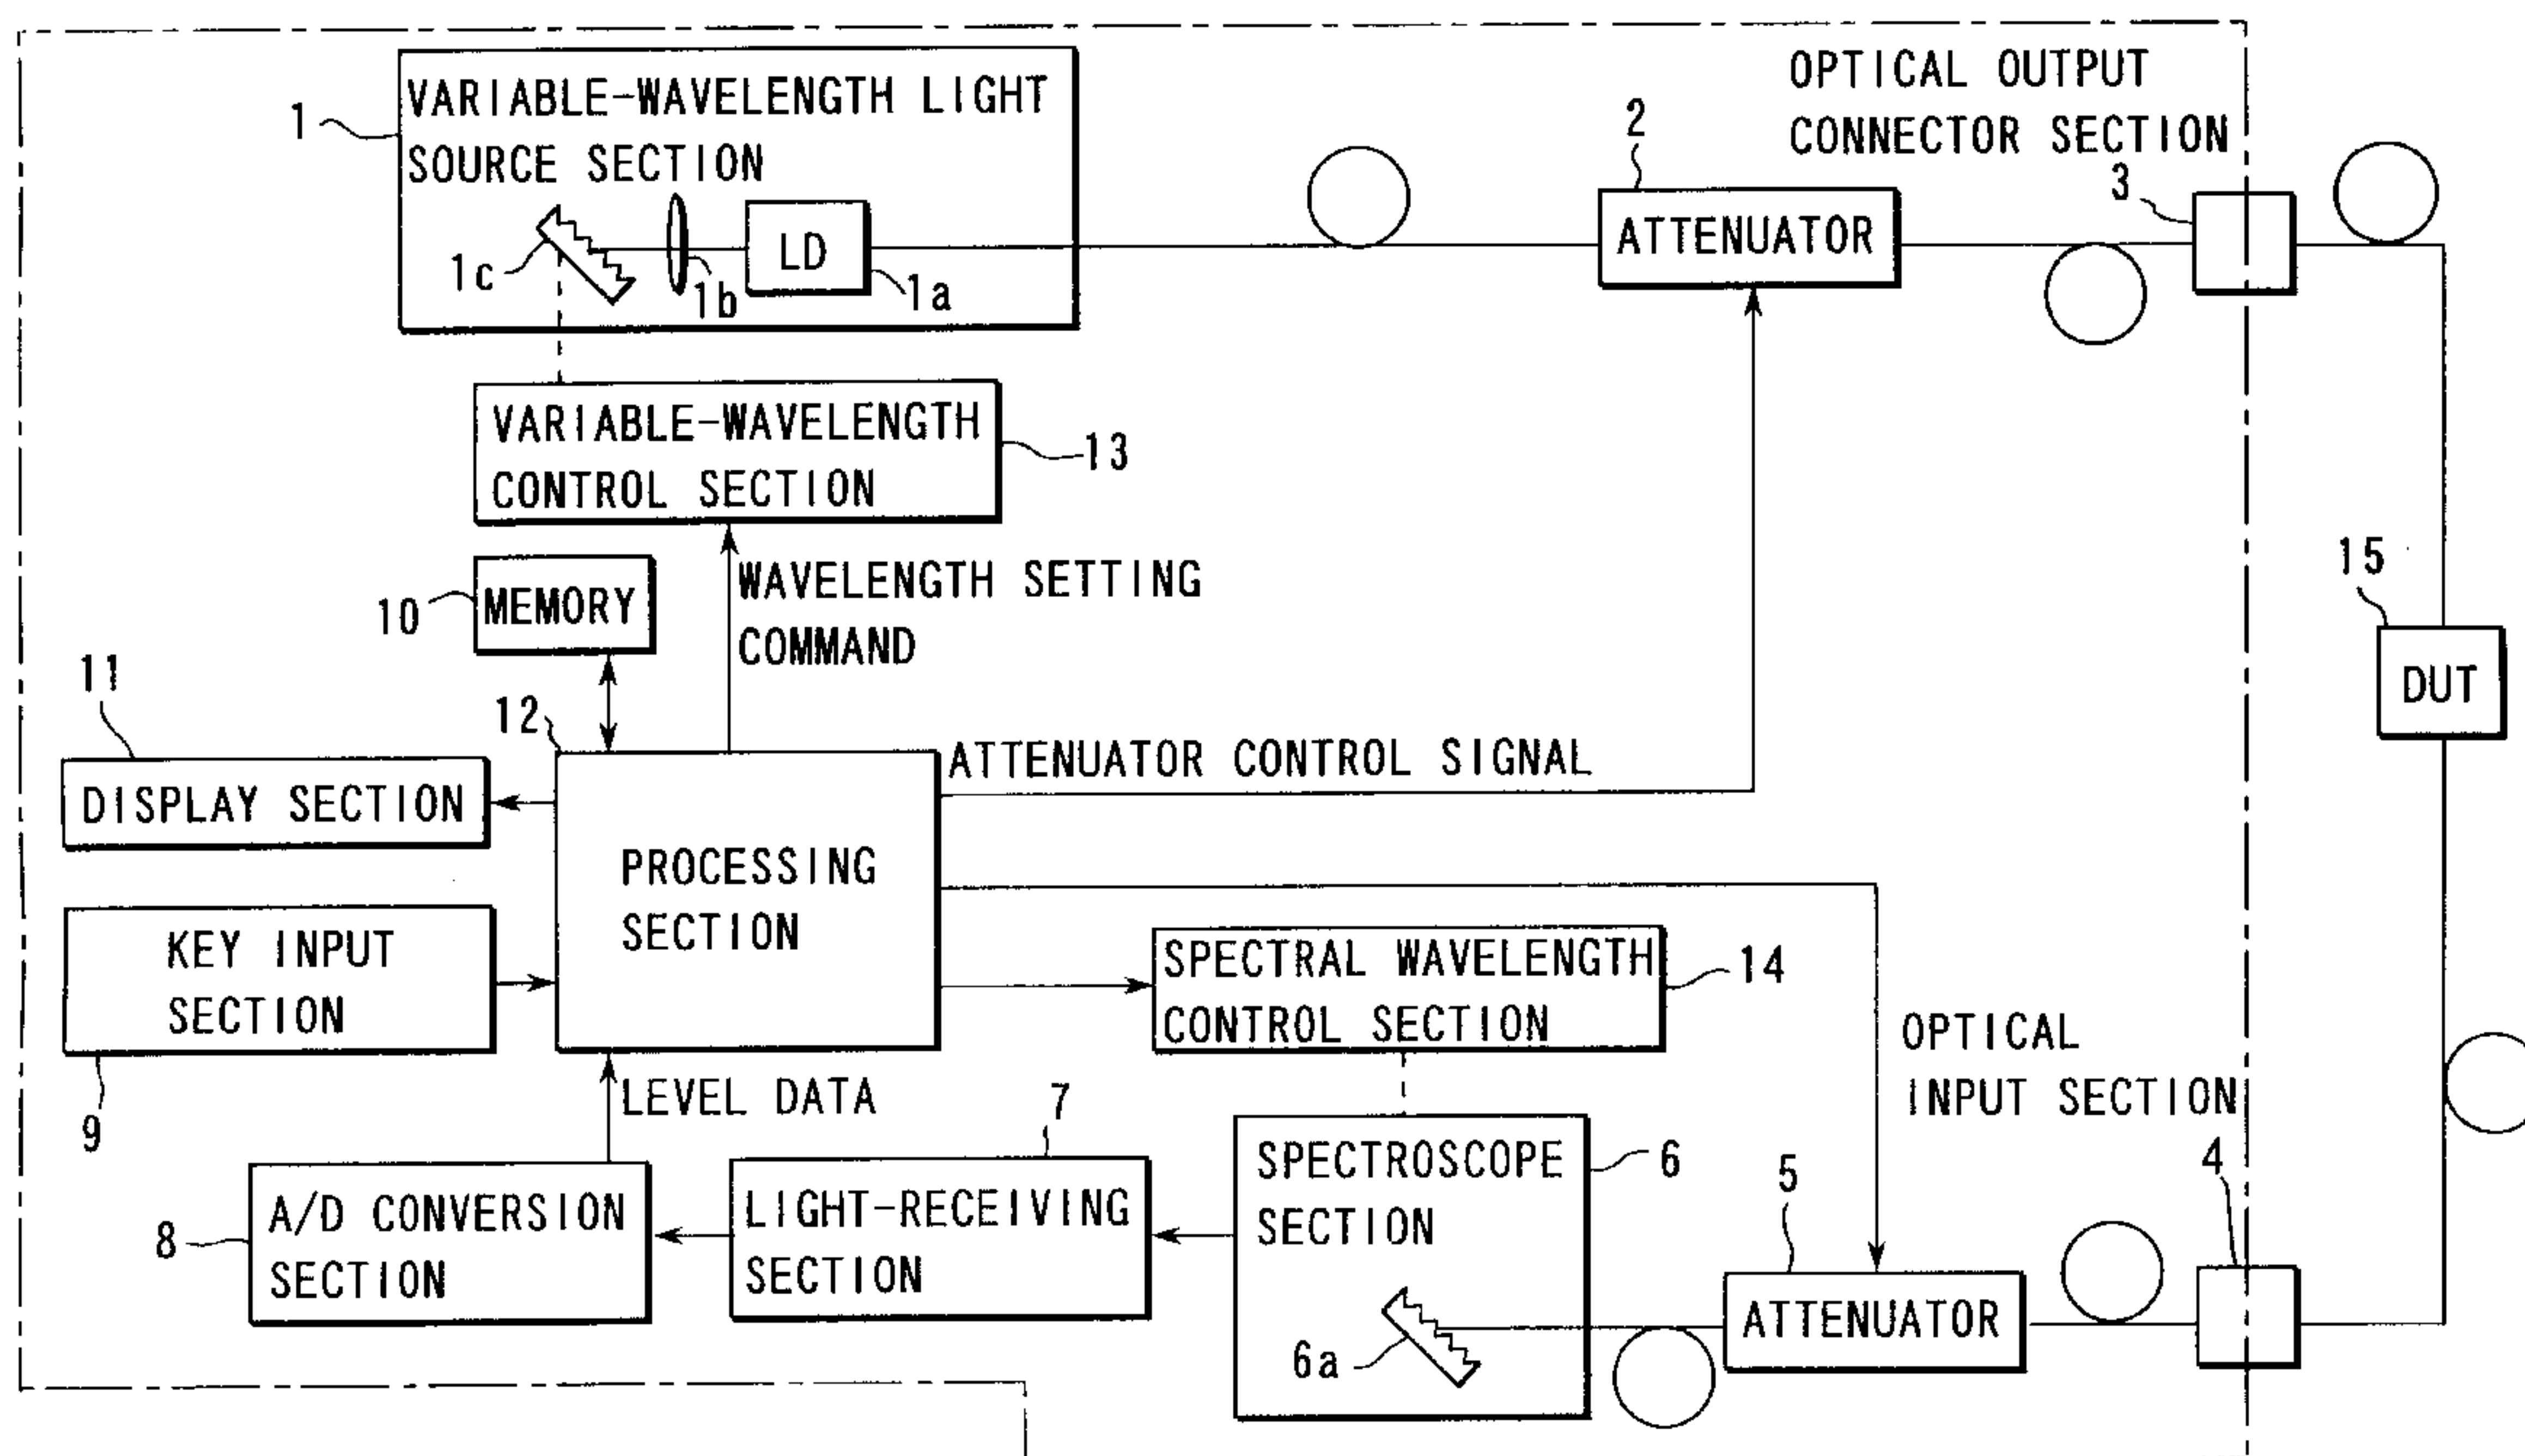 VARIABLE-WAVELENGTH LIGHT
SOURCE SECTION
1
1c
1b
LD
1a
2
ATTENUATOR
OPTICAL OUTPUT
CONNECTOR SECTION
3
VARIABLE-WAVELENGTH
CONTROL SECTION
13
10
MEMORY
WAVELENGTH SETTING
COMMAND
15
DUT
11
12
DISPLAY SECTION
ATTENUATOR CONTROL SIGNAL
PROCESSING
SECTION
KEY INPUT
SECTION
9
SPECTRAL WAVELENGTH
CONTROL SECTION
14
OPTICAL
INPUT SECTION
LEVEL DATA
7
8
A/D CONVERSION
SECTION
LIGHT-RECEIVING
SECTION
SPECTROSCOPE
SECTION
6
6a
5
ATTENUATOR
4